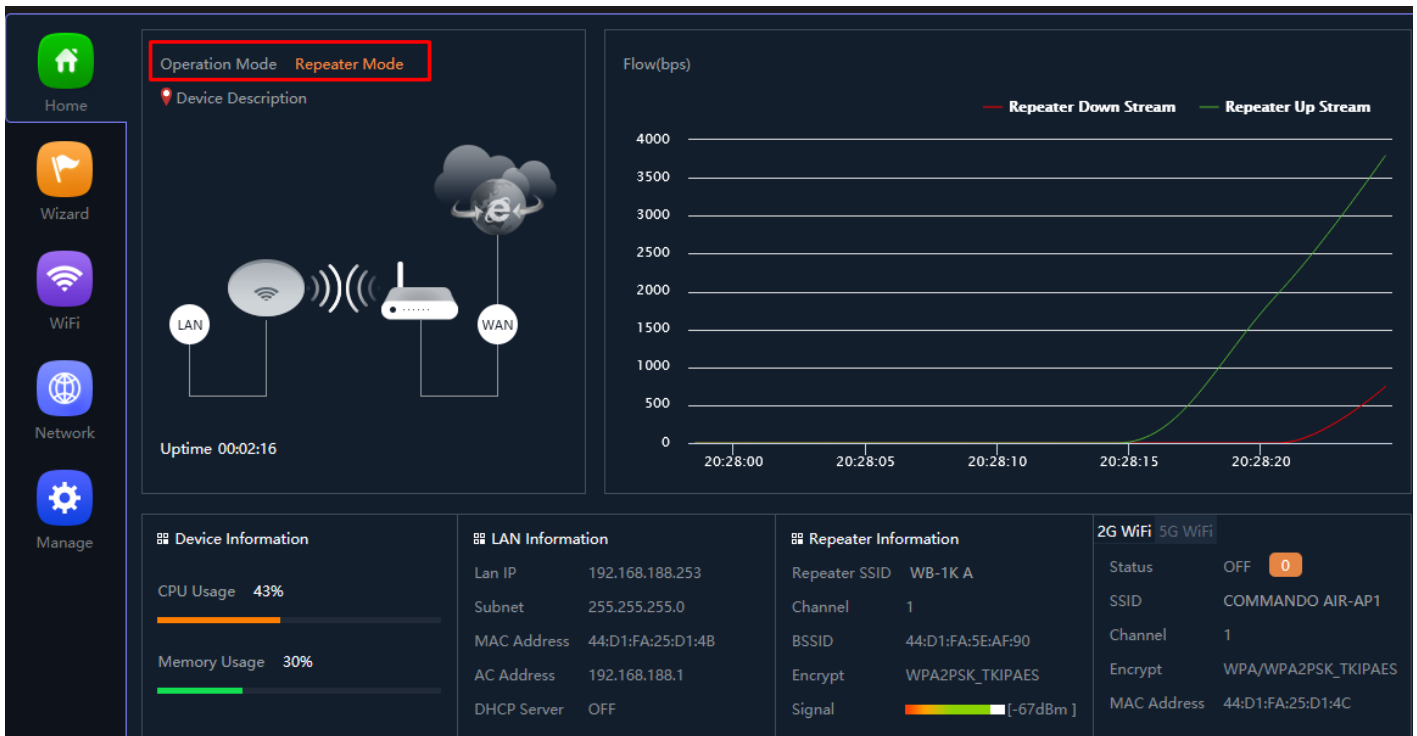 Home
Wizard
WiFi
Network
Manage
Operation Mode Repeater Mode
Device Description
LAN
WAN
Uptime 00:02:16
Flow(bps)
Repeater Down Stream Repeater Up Stream
4000
3500
3000
2500
2000
1500
1000
500
0
20:28:00 20:28:05 20:28:10 20:28:15 20:28:20
Device Information
CPU Usage 43%
Memory Usage 30%
LAN Information
Lan IP 192.168.188.253
Subnet 255.255.255.0
MAC Address 44:D1:FA:25:D1:4B
AC Address 192.168.188.1
DHCP Server OFF
Repeater Information
Repeater SSID WB-1K A
Channel 1
BSSID 44:D1:FA:5E:AF:90
Encrypt WPA2PSK_TKIPAES
Signal [-67dBm ]
2G WiFi 5G WiFi
Status OFF 0
SSID COMMANDO AIR-AP1
Channel 1
Encrypt WPA/WPA2PSK_TKIPAES
MAC Address 44:D1:FA:25:D1:4C